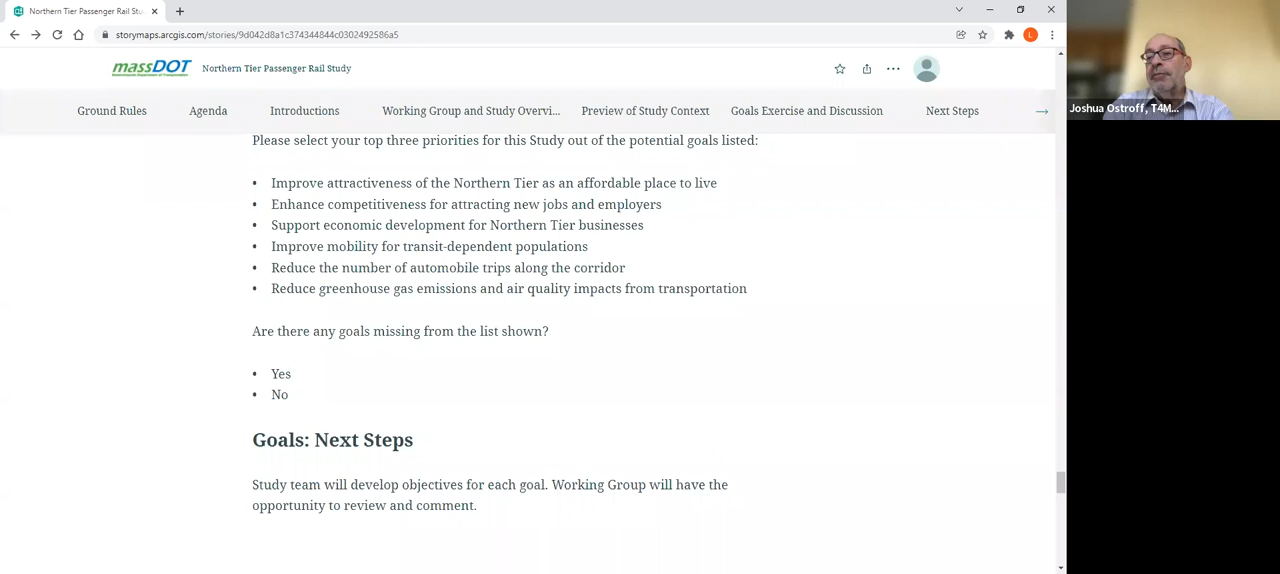 Northern Tier Passenger Rail Stu
storymaps.arcgis.com/stories/9d042d8a1c374344844c0302492586a5
L
massDOT
Northern Tier Passenger Rail Study
Ground Rules
Agenda
Introductions
Working Group and Study Overvi...
Preview of Study Context
Goals Exercise and Discussion
Next Steps
Joshua Ostroff, T4M...
Please select your top three priorities for this Study out of the potential goals listed:
• Improve attractiveness of the Northern Tier as an affordable place to live
• Enhance competitiveness for attracting new jobs and employers
• Support economic development for Northern Tier businesses
• Improve mobility for transit-dependent populations
• Reduce the number of automobile trips along the corridor
• Reduce greenhouse gas emissions and air quality impacts from transportation
Are there any goals missing from the list shown?
• Yes
• No
Goals: Next Steps
Study team will develop objectives for each goal. Working Group will have the
opportunity to review and comment.